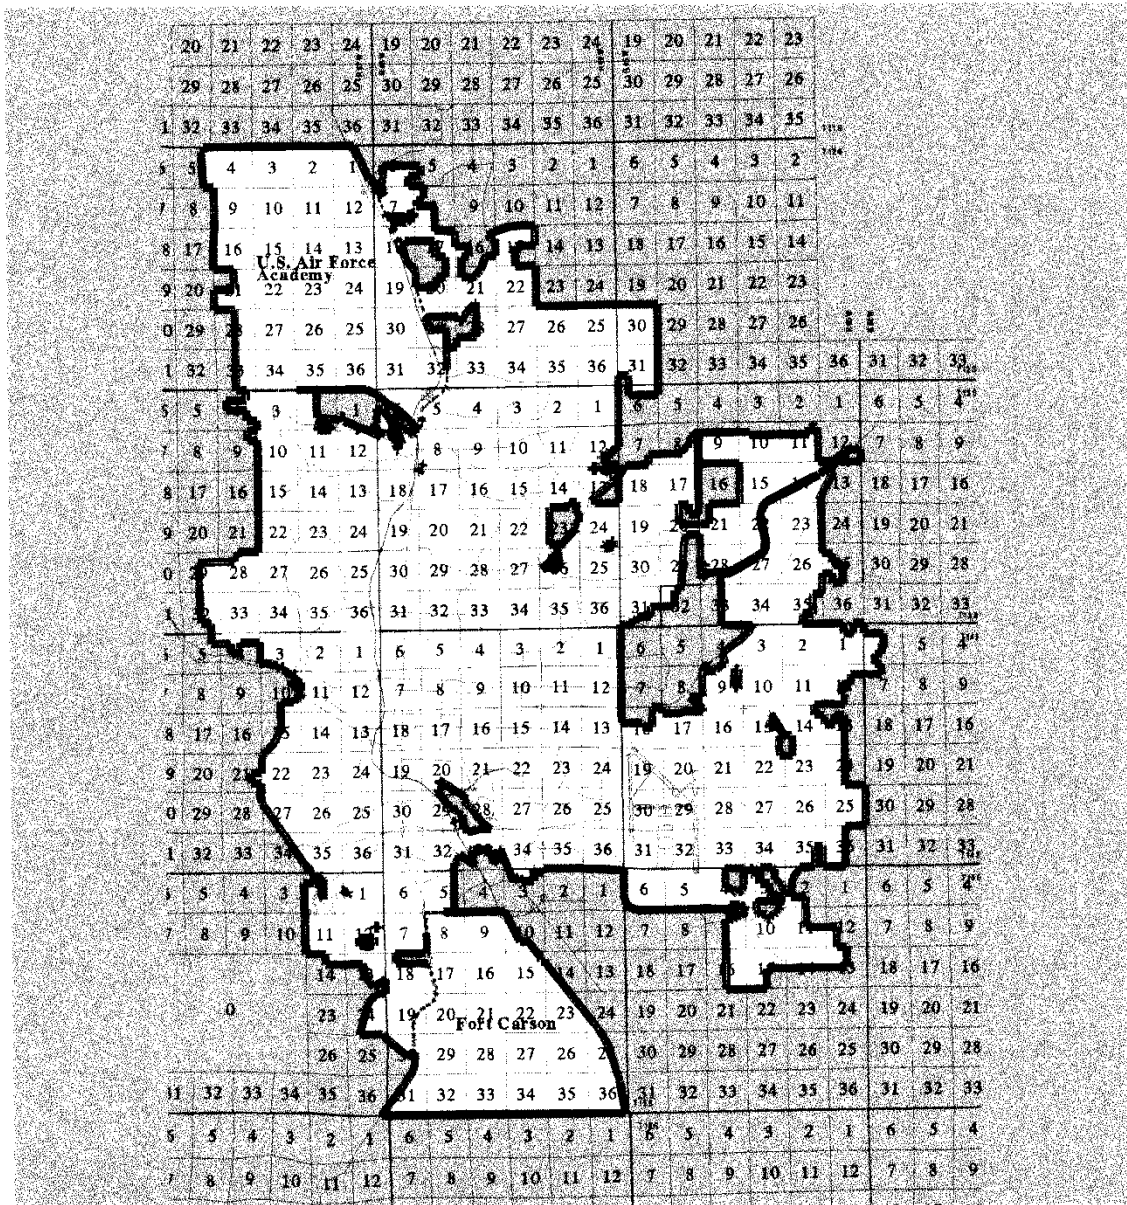 20 21 22 23 24 19 20 21 22 23 24 19 20 21 22 23
29 28 27 26 25 30 29 28 27 26 25 30 29 28 27 26
32 33 34 35 36 31 32 33 34 35 36 31 32 33 34 35
5 4 3 2 1 5 4 3 2 1 6 5 4 3 2
8 9 10 11 12 7 9 10 11 12 7 8 9 10 11
17 16 15 14 13 14 13 18 17 16 15 14
U.S. Air Force
Academy
20 22 23 24 19 21 22 23 24 19 20 21 22 23
29 27 26 25 30 27 26 25 30 29 28 27 26
32 34 35 36 31 32 33 34 35 36 31 32 33 34 35 36 31 32 33
5 3 1 5 4 3 2 1 6 5 4 3 2 1 6 5 4
8 9 10 11 12 8 9 10 11 12 7 8 9 10 11 12 7 8 9
17 16 15 14 13 18 17 16 15 14 18 17 16 15 13 18 17 16
20 21 22 23 24 19 20 21 22 23 24 19 21 23 24 19 20 21
28 27 26 25 30 29 28 27 25 30 28 27 26 30 29 28
33 34 35 36 31 32 33 34 35 36 31 32 34 35 36 31 32 33
3 2 1 6 5 4 3 2 1 6 5 3 2 1 5 4
8 9 10 11 12 7 8 9 10 11 12 7 8 9 10 11 7 8 9
17 16 14 13 18 17 16 15 14 13 17 16 15 14 18 17 16
20 21 22 23 24 19 20 21 22 23 24 19 20 21 22 23 19 20 21
29 28 27 26 25 30 29 28 27 26 25 30 29 28 27 26 25 30 29 28
32 33 34 35 36 31 32 34 35 36 31 32 33 34 35 31 32 33
5 4 3 1 6 5 4 3 2 1 6 5 2 1 6 5 4
8 9 10 11 7 8 9 10 11 12 7 8 10 12 7 8 9
14 18 17 16 15 14 13 18 17 18 17 16
0 23 19 20 21 22 23 24 19 20 21 22 23 24 19 20 21
Fort Carson
26 25 29 28 27 26 30 29 28 27 26 25 30 29 28
31 32 33 34 35 36 31 32 33 34 35 36 31 32 33 34 35 36 31 32 33
5 4 3 2 1 6 5 4 3 2 1 6 5 4 3 2 1 6 5 4
8 9 10 11 12 7 8 9 10 11 12 7 8 9 10 11 12 7 8 9